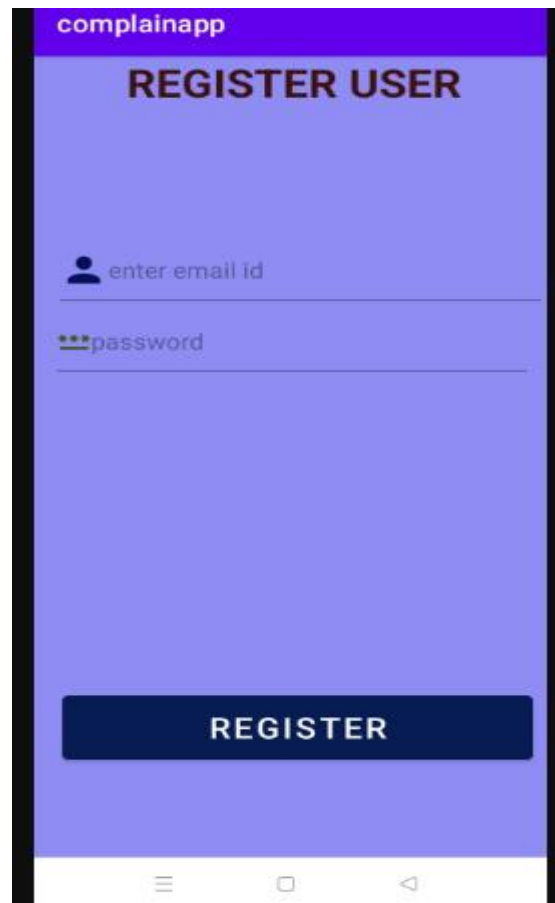 complainapp
REGISTER USER
enter email id
password
REGISTER